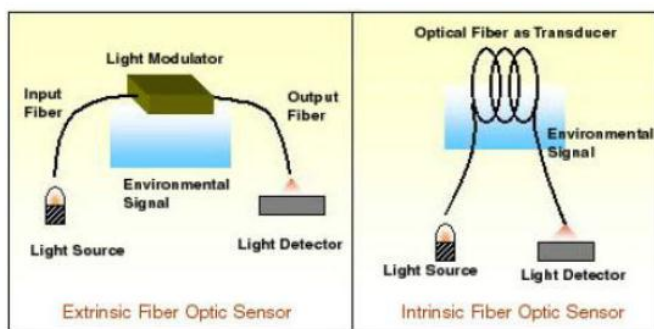 Light Modulator
Input
Fiber
Output
Fiber
Environmental
Signal
Light Source
Light Detector
Extrinsic Fiber Optic Sensor
Optical Fiber as Transducer
Environmental
Signal
Light Source
Light Detector
Intrinsic Fiber Optic Sensor